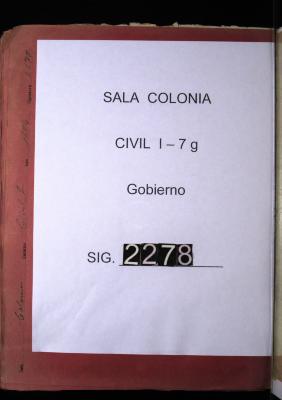 SALA COLONIA
CIVIL I – 7 g
Gobierno
SIG. 2278